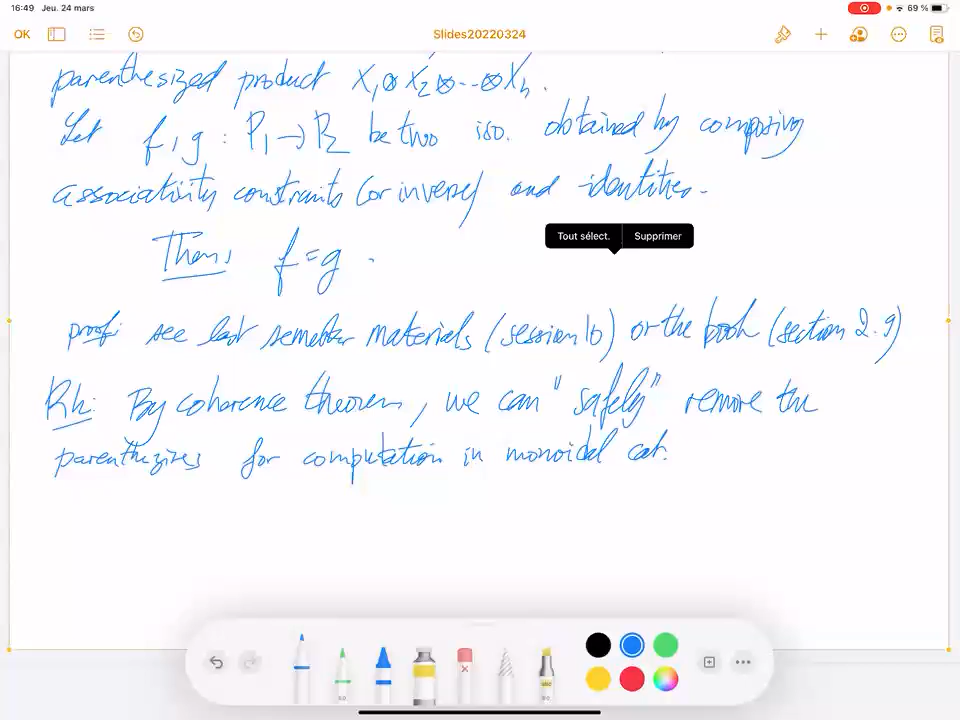 16:49 Jeu. 24 mars
69 %
OK
Slides20220324
parenthesized product X₁⊗X₂⊗--⊗Xₙ.
Let f, g : P₁ → P₂ be two iso. obtained by composing
associativity constraints (or inverse) and identities.
Tout sélect. Supprimer
Then: f = g.
proof: see last semester materials (session 10) or the book (section 2.9)
Rk: By coherence theorem, we can "safely" remove the
parenthizises for computation in monoidal cat.